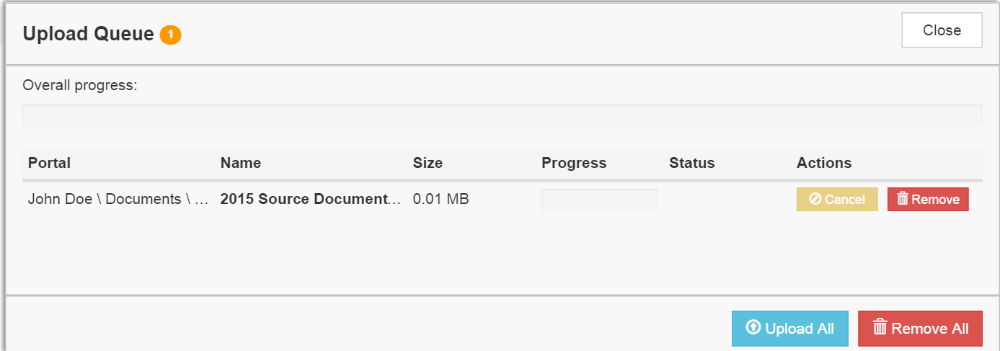 Upload Queue 1
Close
Overall progress:
Portal Name Size Progress Status Actions
John Doe \ Documents \ ... 2015 Source Document... 0.01 MB Cancel Remove
Upload All Remove All